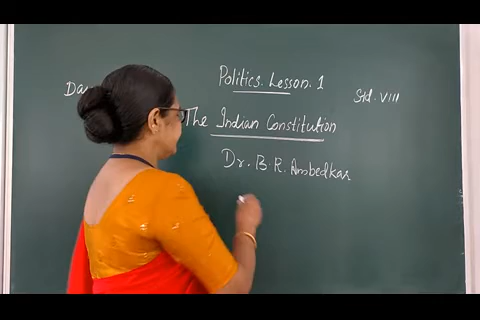 Politics. Lesson. 1
Std. VIII
The Indian Constitution
Dr. B. R. Ambedkar